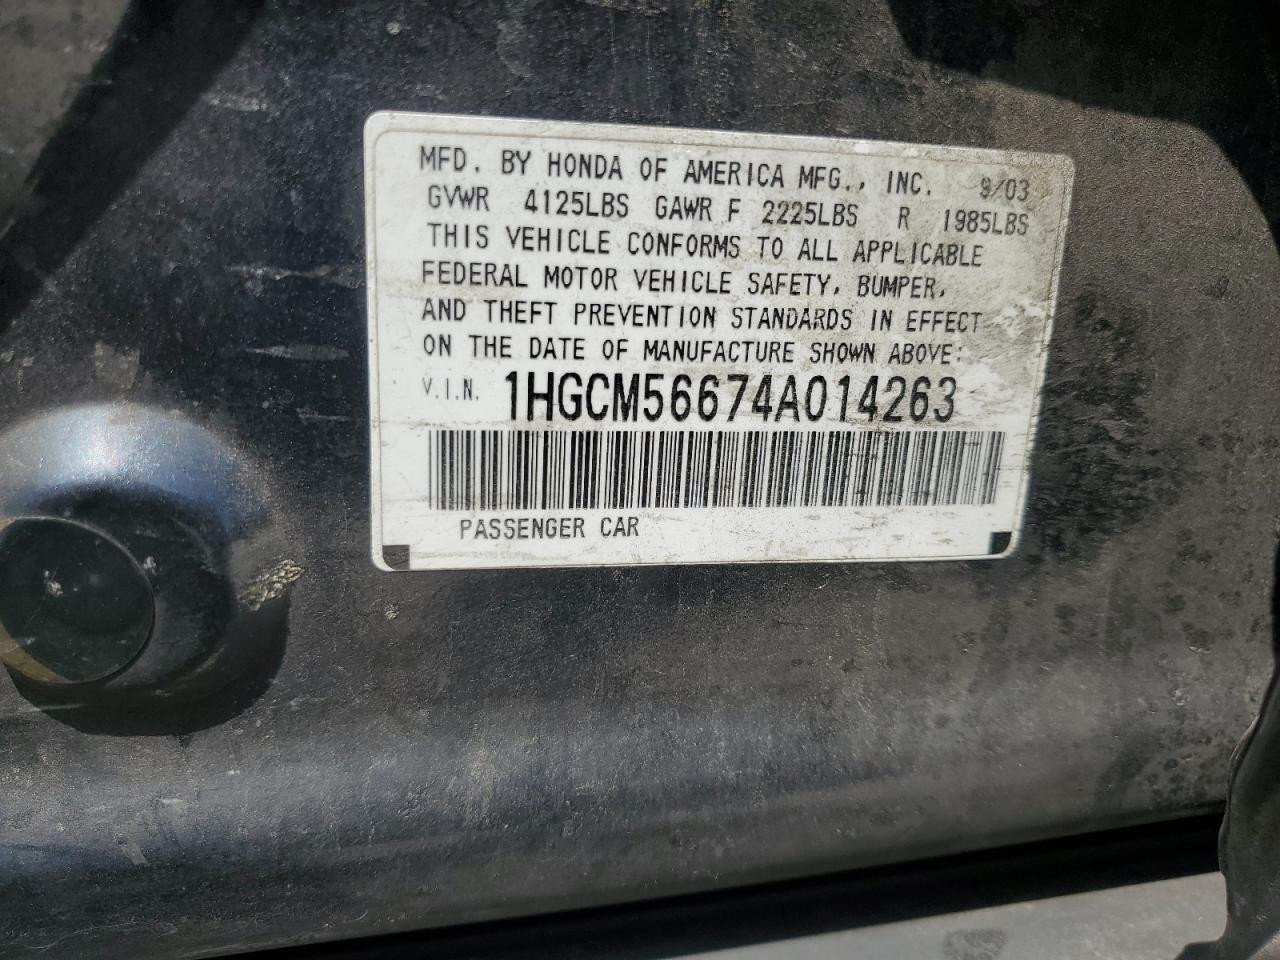 MFD. BY HONDA OF AMERICA MFG., INC. 9/03
GVWR 4125LBS GAWR F 2225LBS R 1985LBS
THIS VEHICLE CONFORMS TO ALL APPLICABLE
FEDERAL MOTOR VEHICLE SAFETY, BUMPER,
AND THEFT PREVENTION STANDARDS IN EFFECT
ON THE DATE OF MANUFACTURE SHOWN ABOVE:
V.I.N. 1HGCM56674A014263
PASSENGER CAR